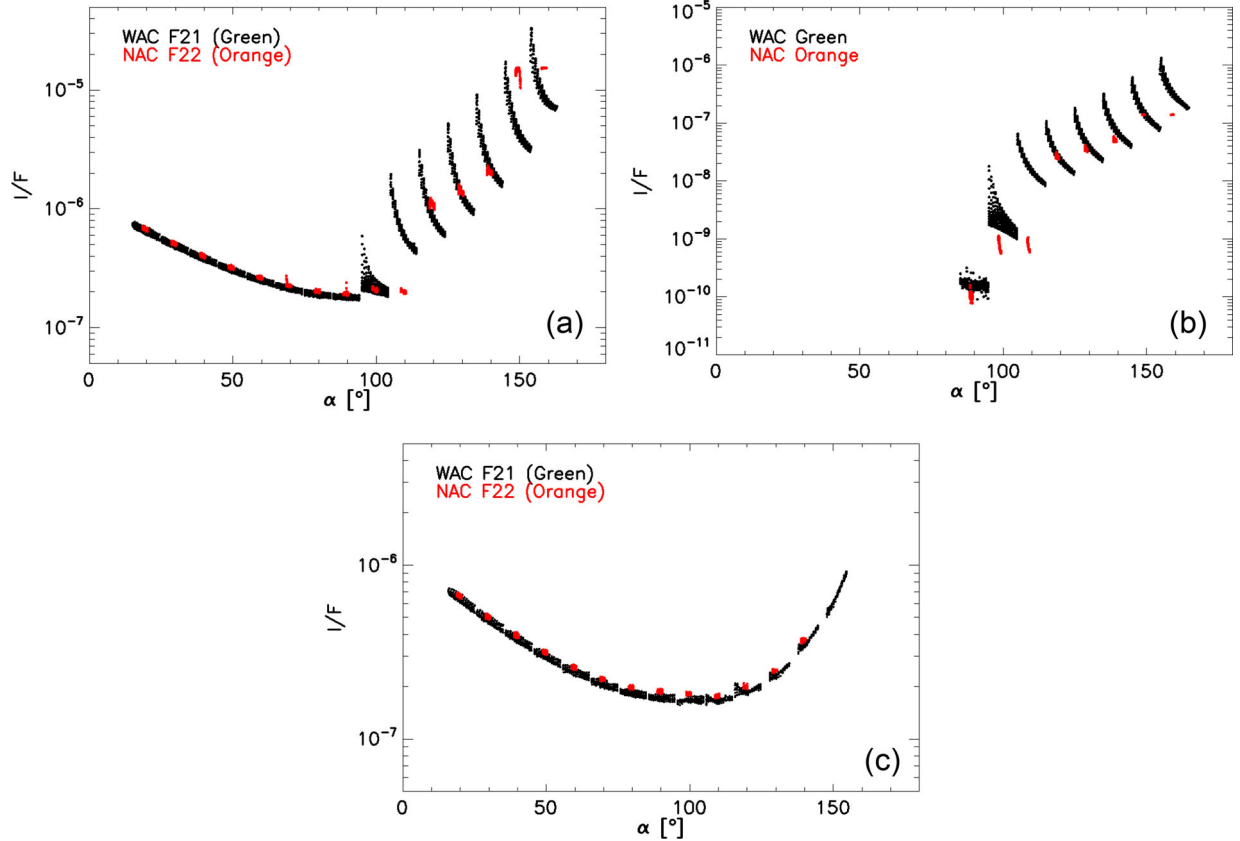 WAC F21 (Green)
NAC F22 (Orange)
10⁻⁵
10⁻⁶
10⁻⁷
I/F
0
50
100
150
α [°]
(a)
WAC Green
NAC Orange
10⁻⁵
10⁻⁶
10⁻⁷
10⁻⁸
10⁻⁹
10⁻¹⁰
10⁻¹¹
I/F
0
50
100
150
α [°]
(b)
WAC F21 (Green)
NAC F22 (Orange)
10⁻⁶
10⁻⁷
I/F
0
50
100
150
α [°]
(c)